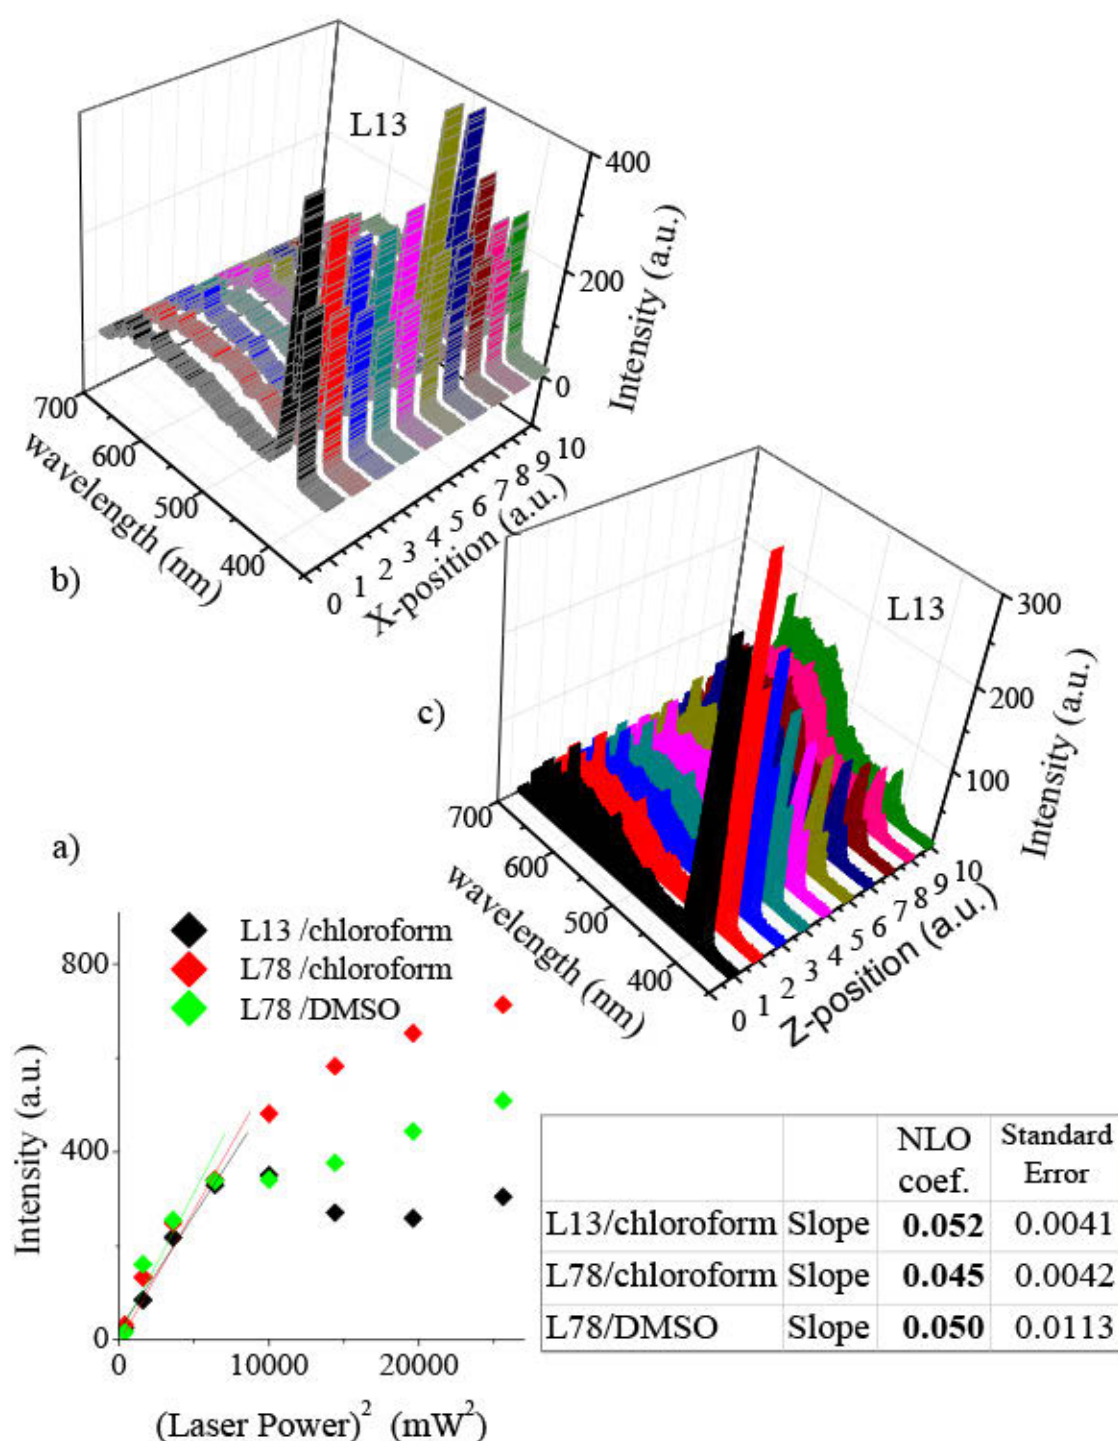 L13
400
200
0
Intensity (a.u.)
700
600
500
400
wavelength (nm)
0 1 2 3 4 5 6 7 8 9 10
X-position (a.u.)
b)
L13
300
200
100
Intensity (a.u.)
c)
700
600
500
400
wavelength (nm)
0 1 2 3 4 5 6 7 8 9 10
Z-position (a.u.)
a)
L13 /chloroform
L78 /chloroform
L78 /DMSO
800
400
0
Intensity (a.u.)
0 10000 20000
(Laser Power)² (mW²)
NLO coef. Standard Error
L13/chloroform Slope 0.052 0.0041
L78/chloroform Slope 0.045 0.0042
L78/DMSO Slope 0.050 0.0113